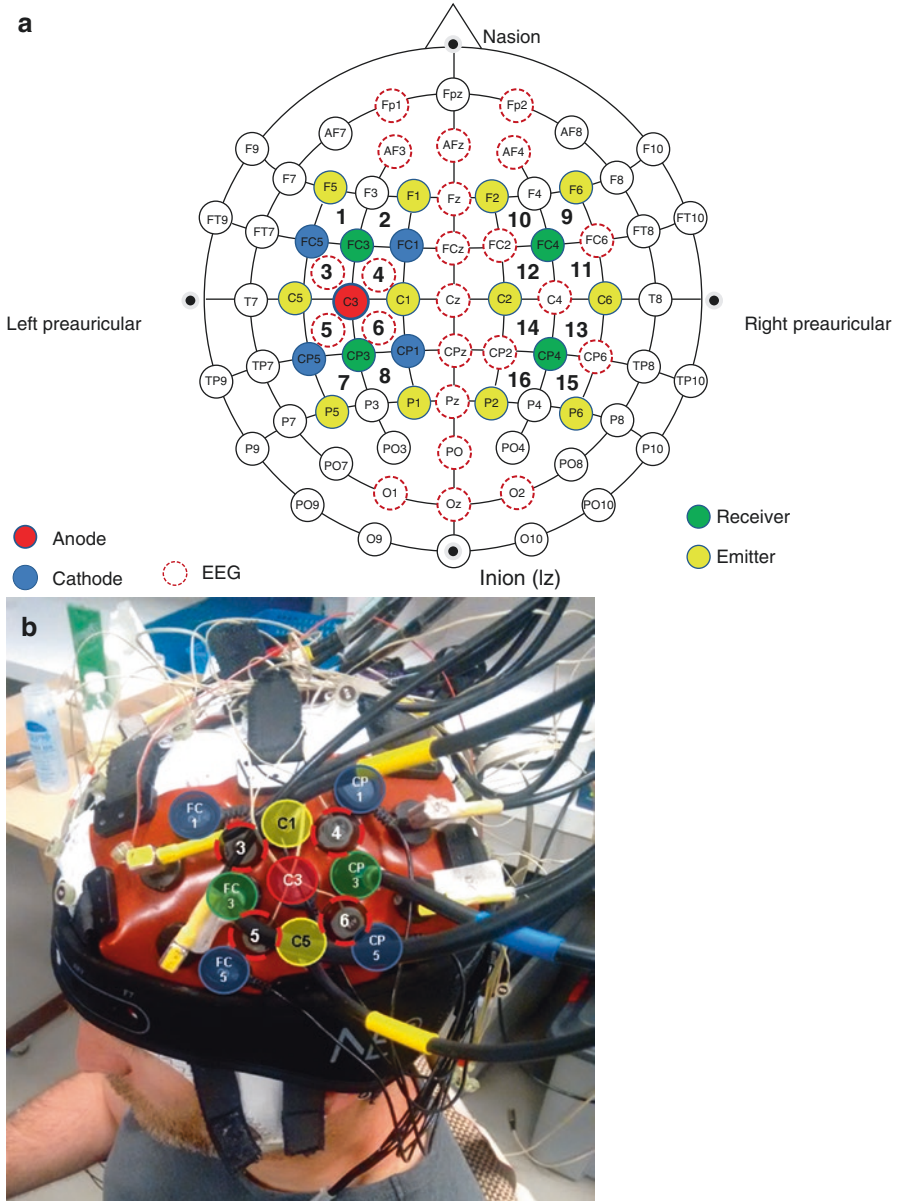 a
Nasion
Fpz
Fp1 Fp2
AF7 AF8
AFz
AF3 AF4
F9 F10
F7 F8
F5 F3 F1 Fz F2 F4 F6
1 2 10 9
FT9 FT10
FT7 FT8
FC5 FC3 FC1 FCz FC2 FC4 FC6
3 4 12 11
T7 C5 C3 C1 Cz C2 C4 C6 T8
Left preauricular Right preauricular
5 6 14 13
CP5 CP3 CP1 CPz CP2 CP4 CP6
TP7 TP8
TP9 TP10
7 8 16 15
P5 P3 P1 Pz P2 P4 P6
P7 P8
P9 P10
PO3 PO PO4
PO7 PO8
O1 O2
Oz
PO9 PO10
O9 O10
Inion (Iz)
Anode
Cathode
EEG
Receiver
Emitter
b
CP
1
FC
1
C1
4
3
C3
CP
3
FC
3
6
5
C5
CP
5
FC
5
F7